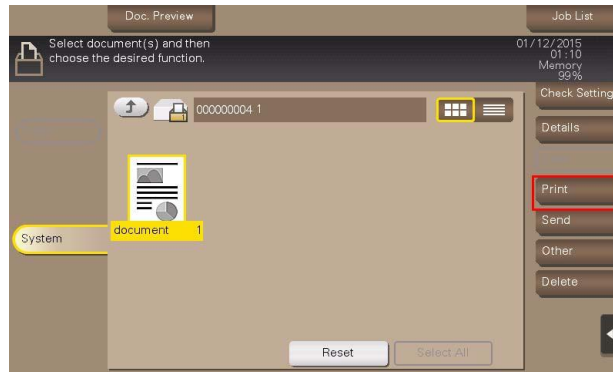 Doc. Preview
Job List
Select document(s) and then
choose the desired function.
01/12/2015
01:10
Memory
99%
Check Setting
000000004 1
Details
Print
Send
document 1
System
Other
Delete
Reset
Select All